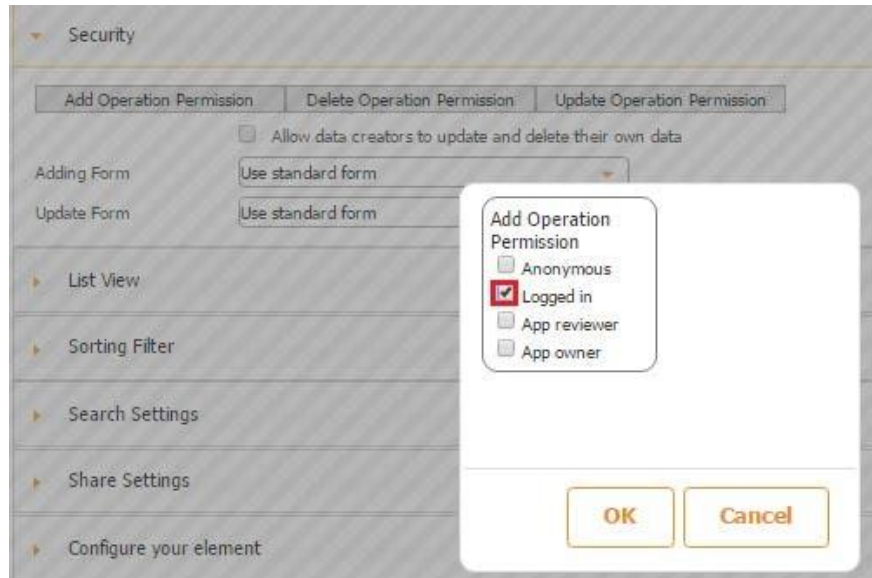 Security
Add Operation Permission Delete Operation Permission Update Operation Permission
Allow data creators to update and delete their own data
Adding Form Use standard form
Update Form Use standard form
Add Operation
Permission
Anonymous
Logged in
App reviewer
App owner
List View
Sorting Filter
Search Settings
Share Settings
Configure your element
OK Cancel